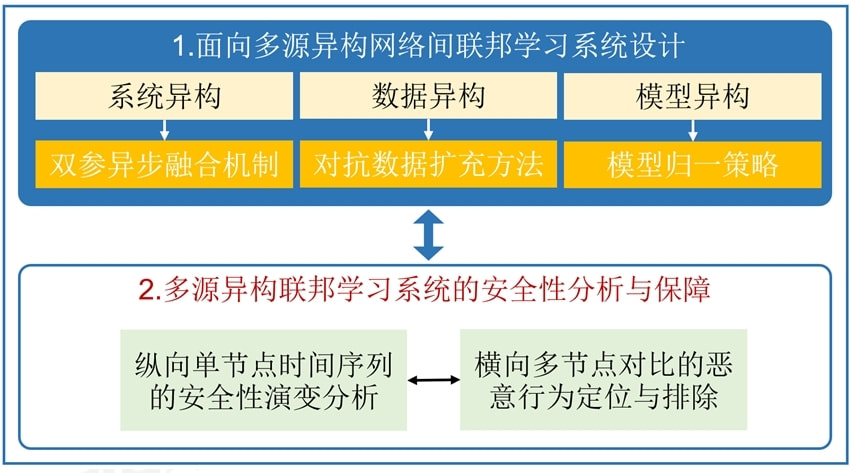 1.面向多源异构网络间联邦学习系统设计
系统异构
数据异构
模型异构
双参异步融合机制
对抗数据扩充方法
模型归一策略
2.多源异构联邦学习系统的安全性分析与保障
纵向单节点时间序列
的安全性演变分析
横向多节点对比的恶
意行为定位与排除